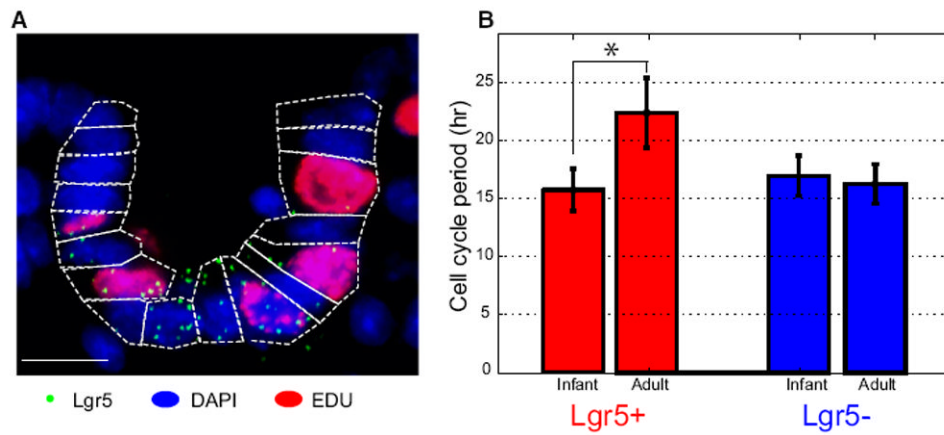 A
B
Lgr5 DAPI EDU
Cell cycle period (hr)
25
20
15
10
5
0
*
Infant Adult Infant Adult
Lgr5+ Lgr5-